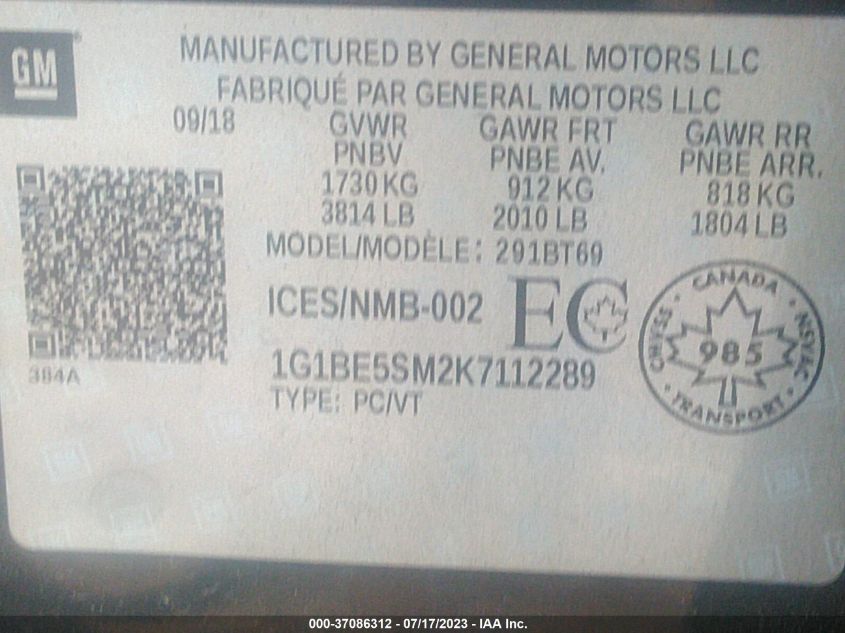 GM
MANUFACTURED BY GENERAL MOTORS LLC
FABRIQUÉ PAR GENERAL MOTORS LLC
09/18 GVWR GAWR FRT GAWR RR
PNBV PNBE AV. PNBE ARR.
1730 KG 912 KG 818 KG
3814 LB 2010 LB 1804 LB
MODEL/MODÈLE: 291BT69
ICES/NMB-002 EC
CANADA
CMVSS 985 NSVAC
TRANSPORT
384A
1G1BE5SM2K7112289
TYPE: PC/VT
000-37086312 - 07/17/2023 - IAA Inc.